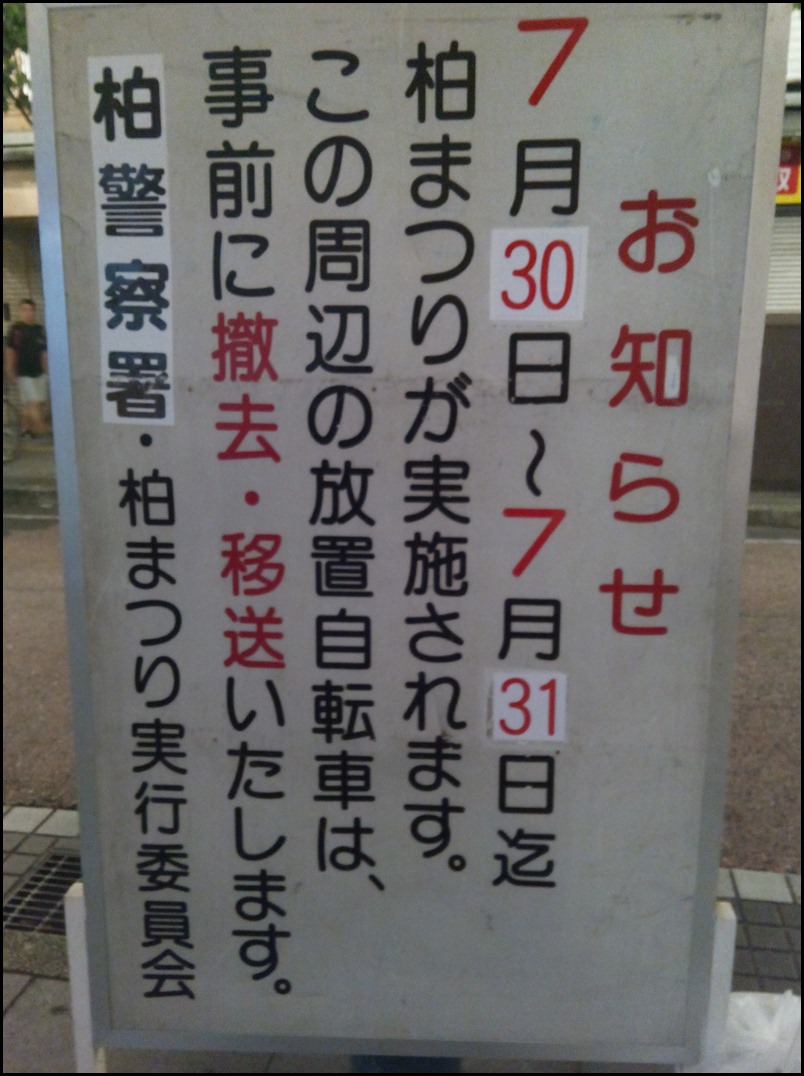 お知らせ
7月30日~7月31日迄
柏まつりが実施されます。
この周辺の放置自転車は、
事前に撤去・移送いたします。
柏警察署・柏まつり実行委員会